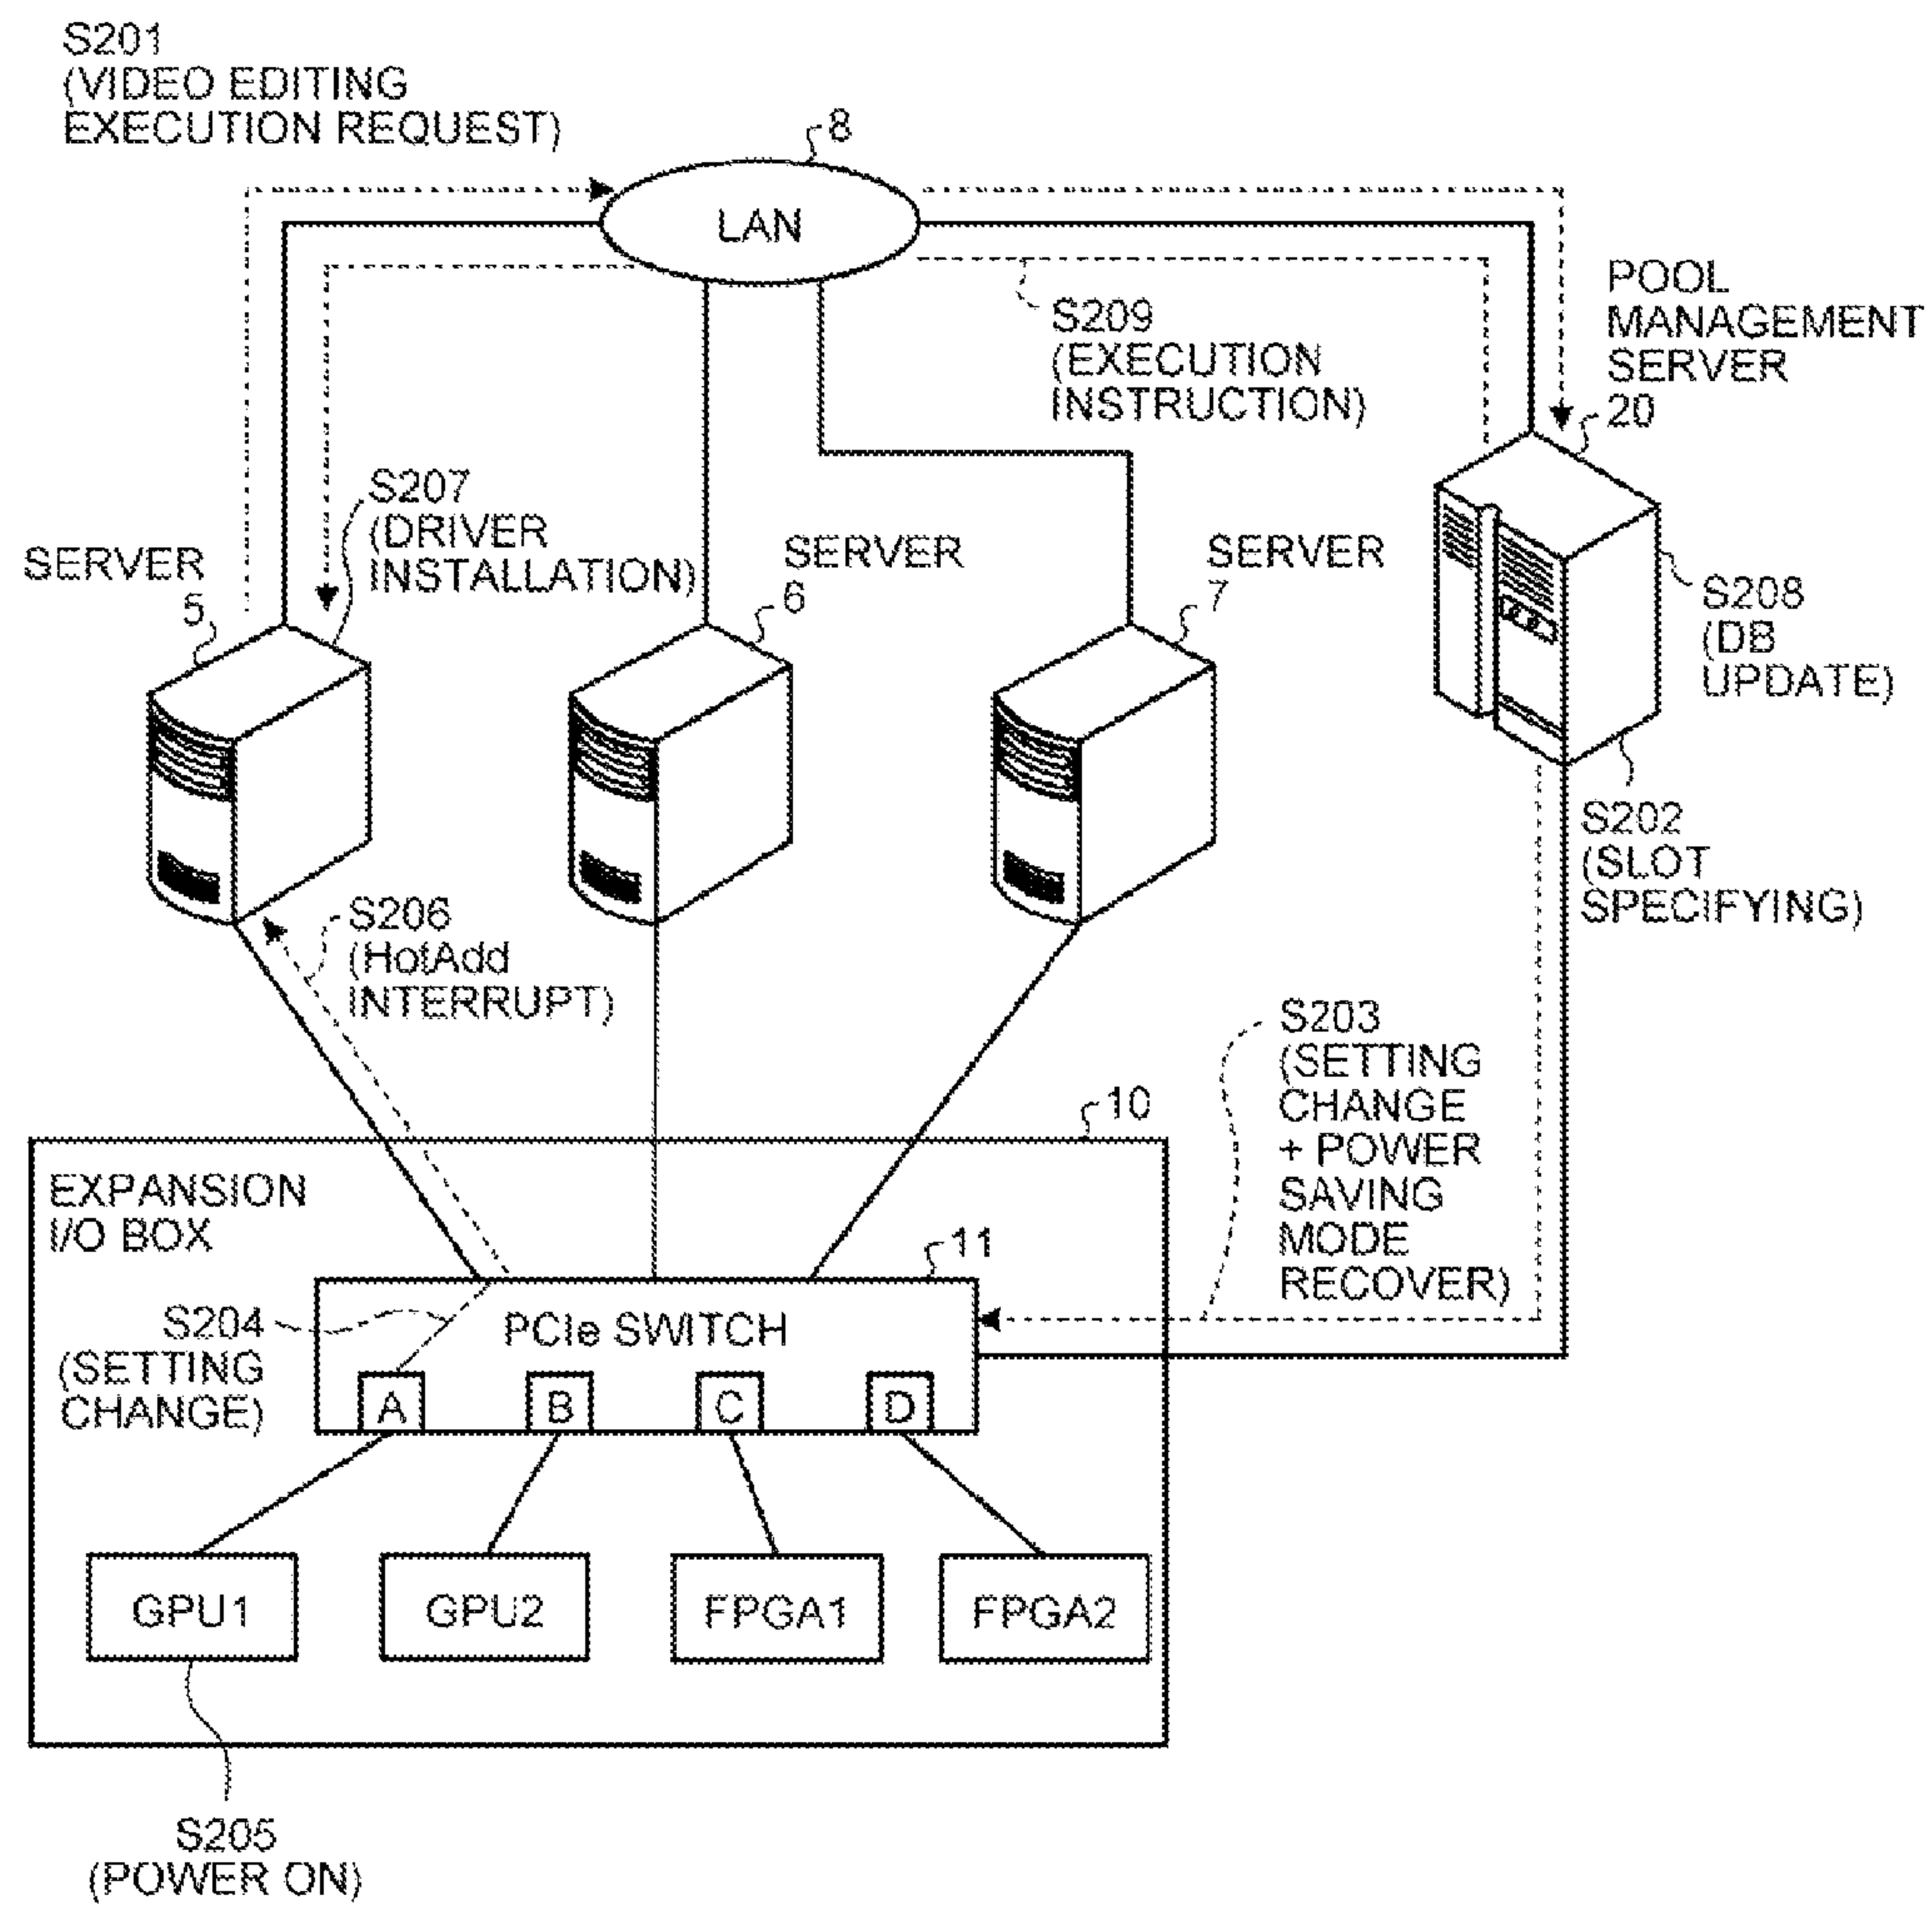 S201
(VIDEO EDITING
EXECUTION REQUEST)
8
LAN
S209
(EXECUTION
INSTRUCTION)
POOL
MANAGEMENT
SERVER
20
S207
(DRIVER
INSTALLATION)
SERVER
5
SERVER
6
SERVER
7
S208
(DB
UPDATE)
S202
(SLOT
SPECIFYING)
S206
(HotAdd
INTERRUPT)
S203
(SETTING
CHANGE
+ POWER
SAVING
MODE
RECOVER)
10
EXPANSION
I/O BOX
11
S204
(SETTING
CHANGE)
PCIe SWITCH
A
B
C
D
GPU1
GPU2
FPGA1
FPGA2
S205
(POWER ON)